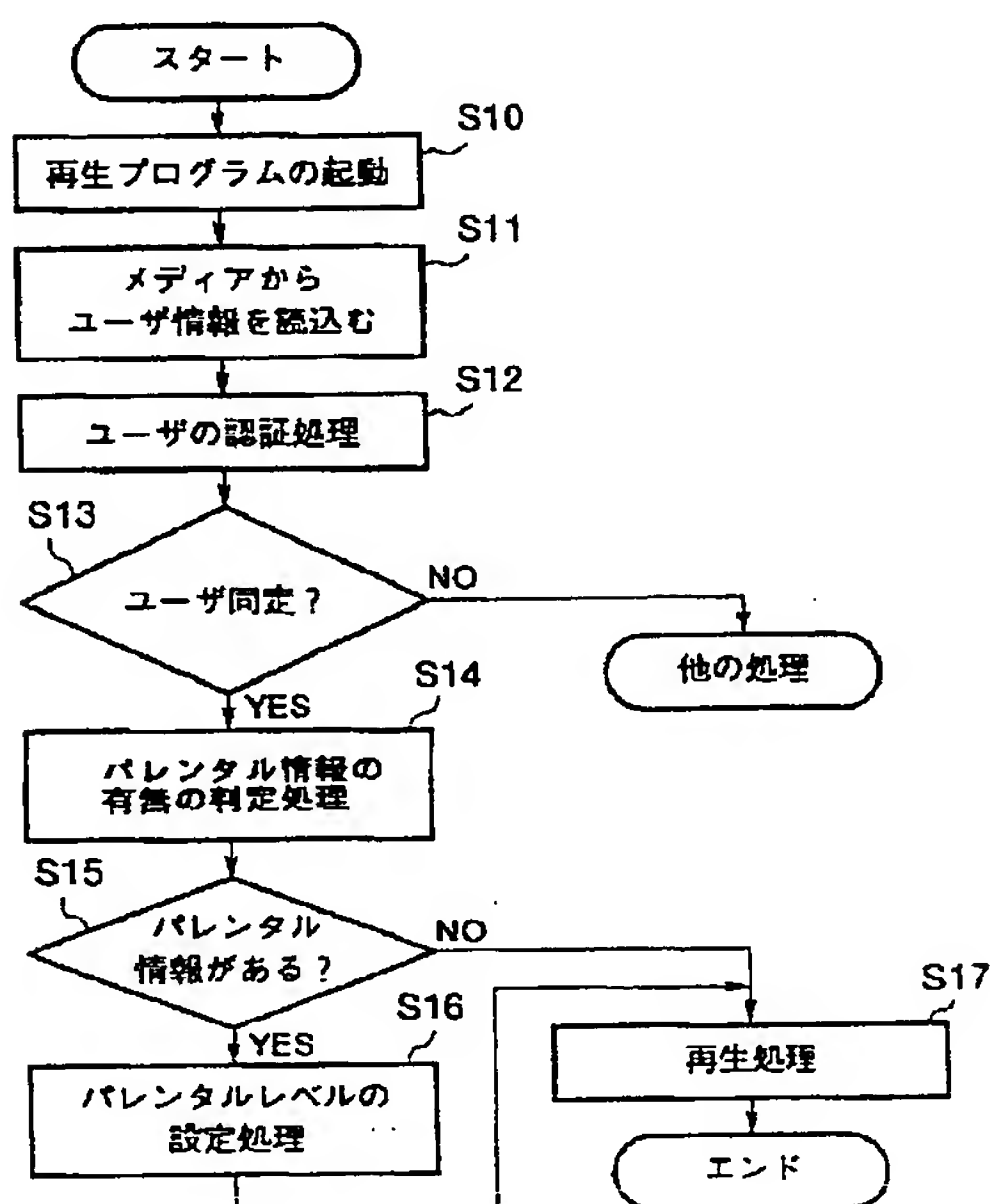 スタート
S10
再生プログラムの起動
S11
メディアから
ユーザ情報を読込む
S12
ユーザの認証処理
S13
ユーザ同定？
NO
他の処理
YES
S14
パレンタル情報の
有無の判定処理
S15
パレンタル
情報がある？
NO
YES
S16
パレンタルレベルの
設定処理
S17
再生処理
エンド